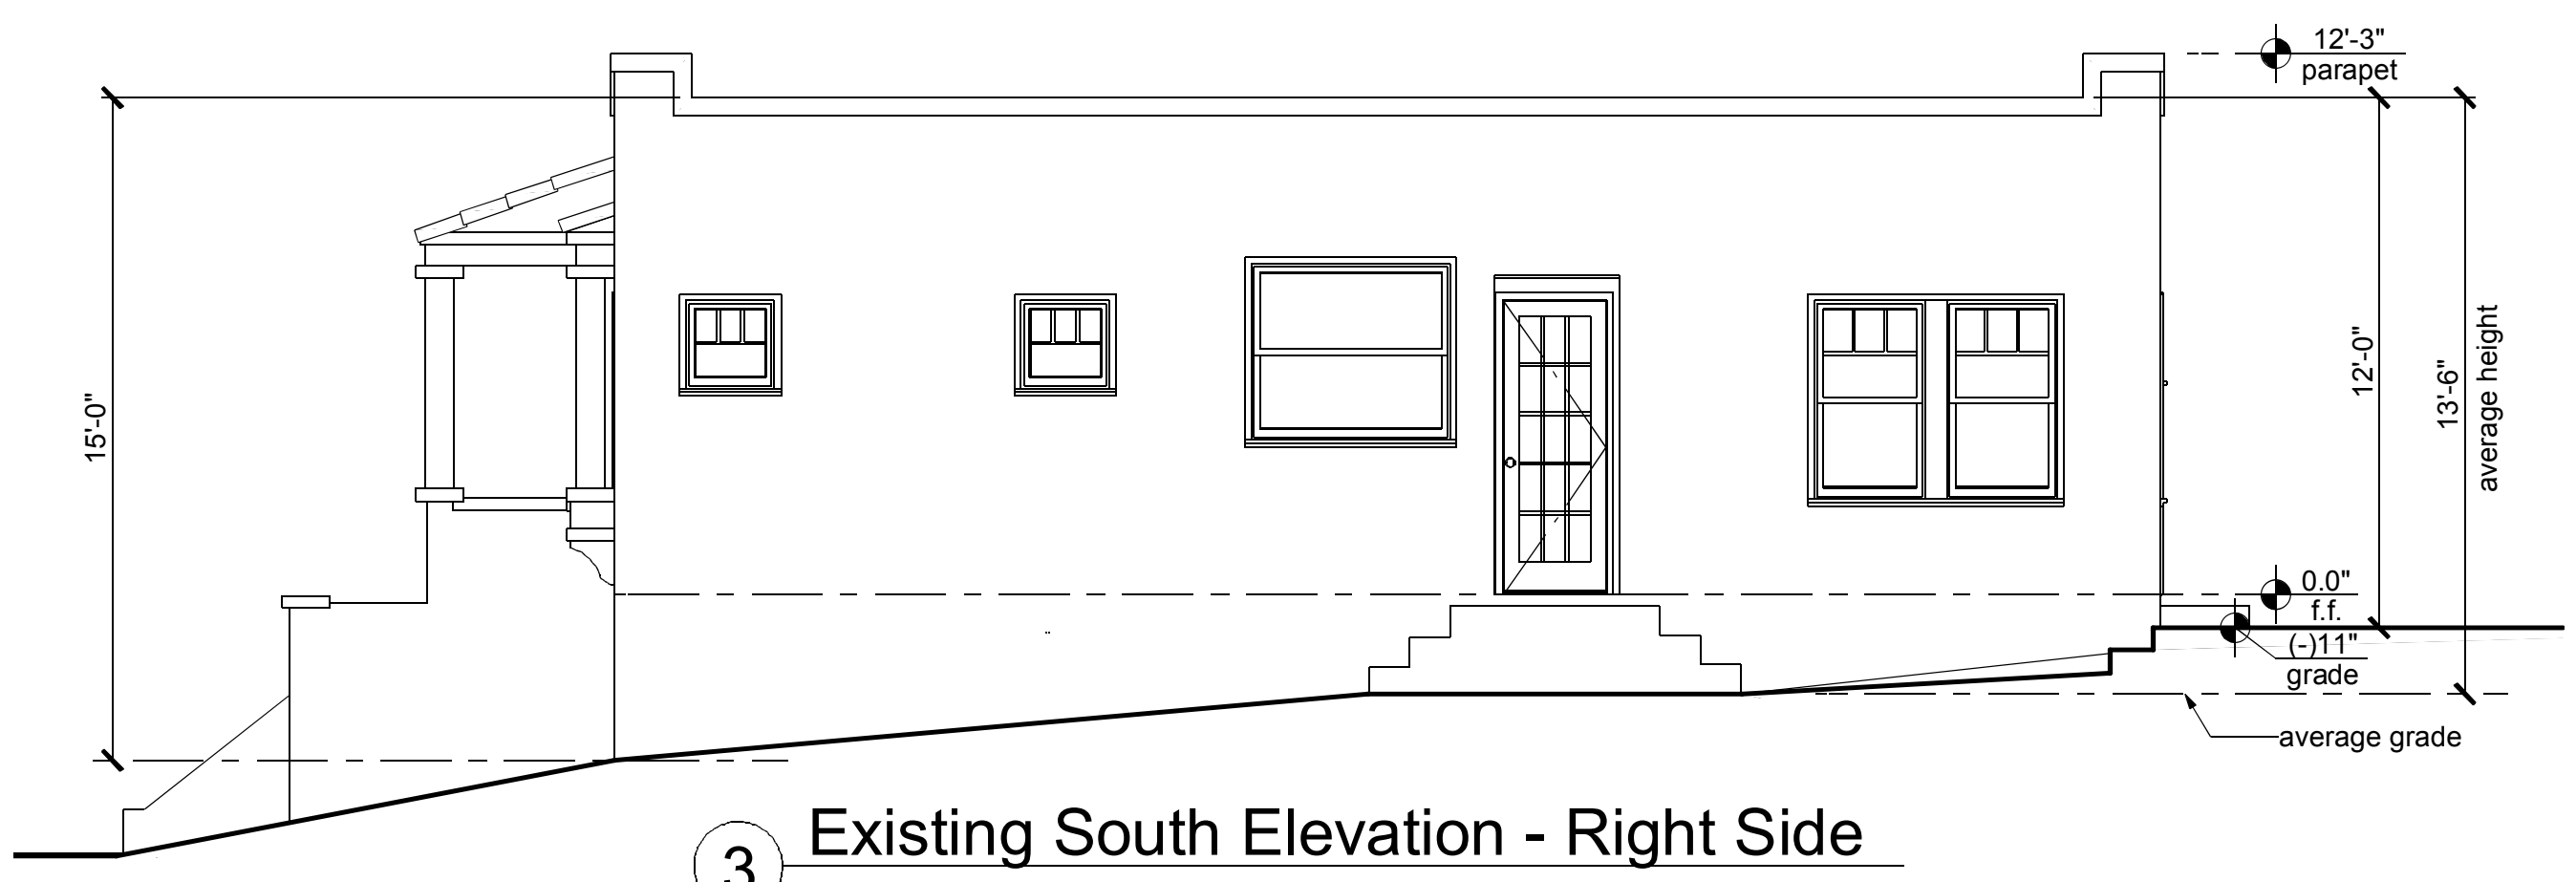 12'-3"
parapet
15'-0"
12'-0"
13'-6"
average height
0.0"
f.f.
(-)11"
grade
average grade
3
Existing South Elevation - Right Side